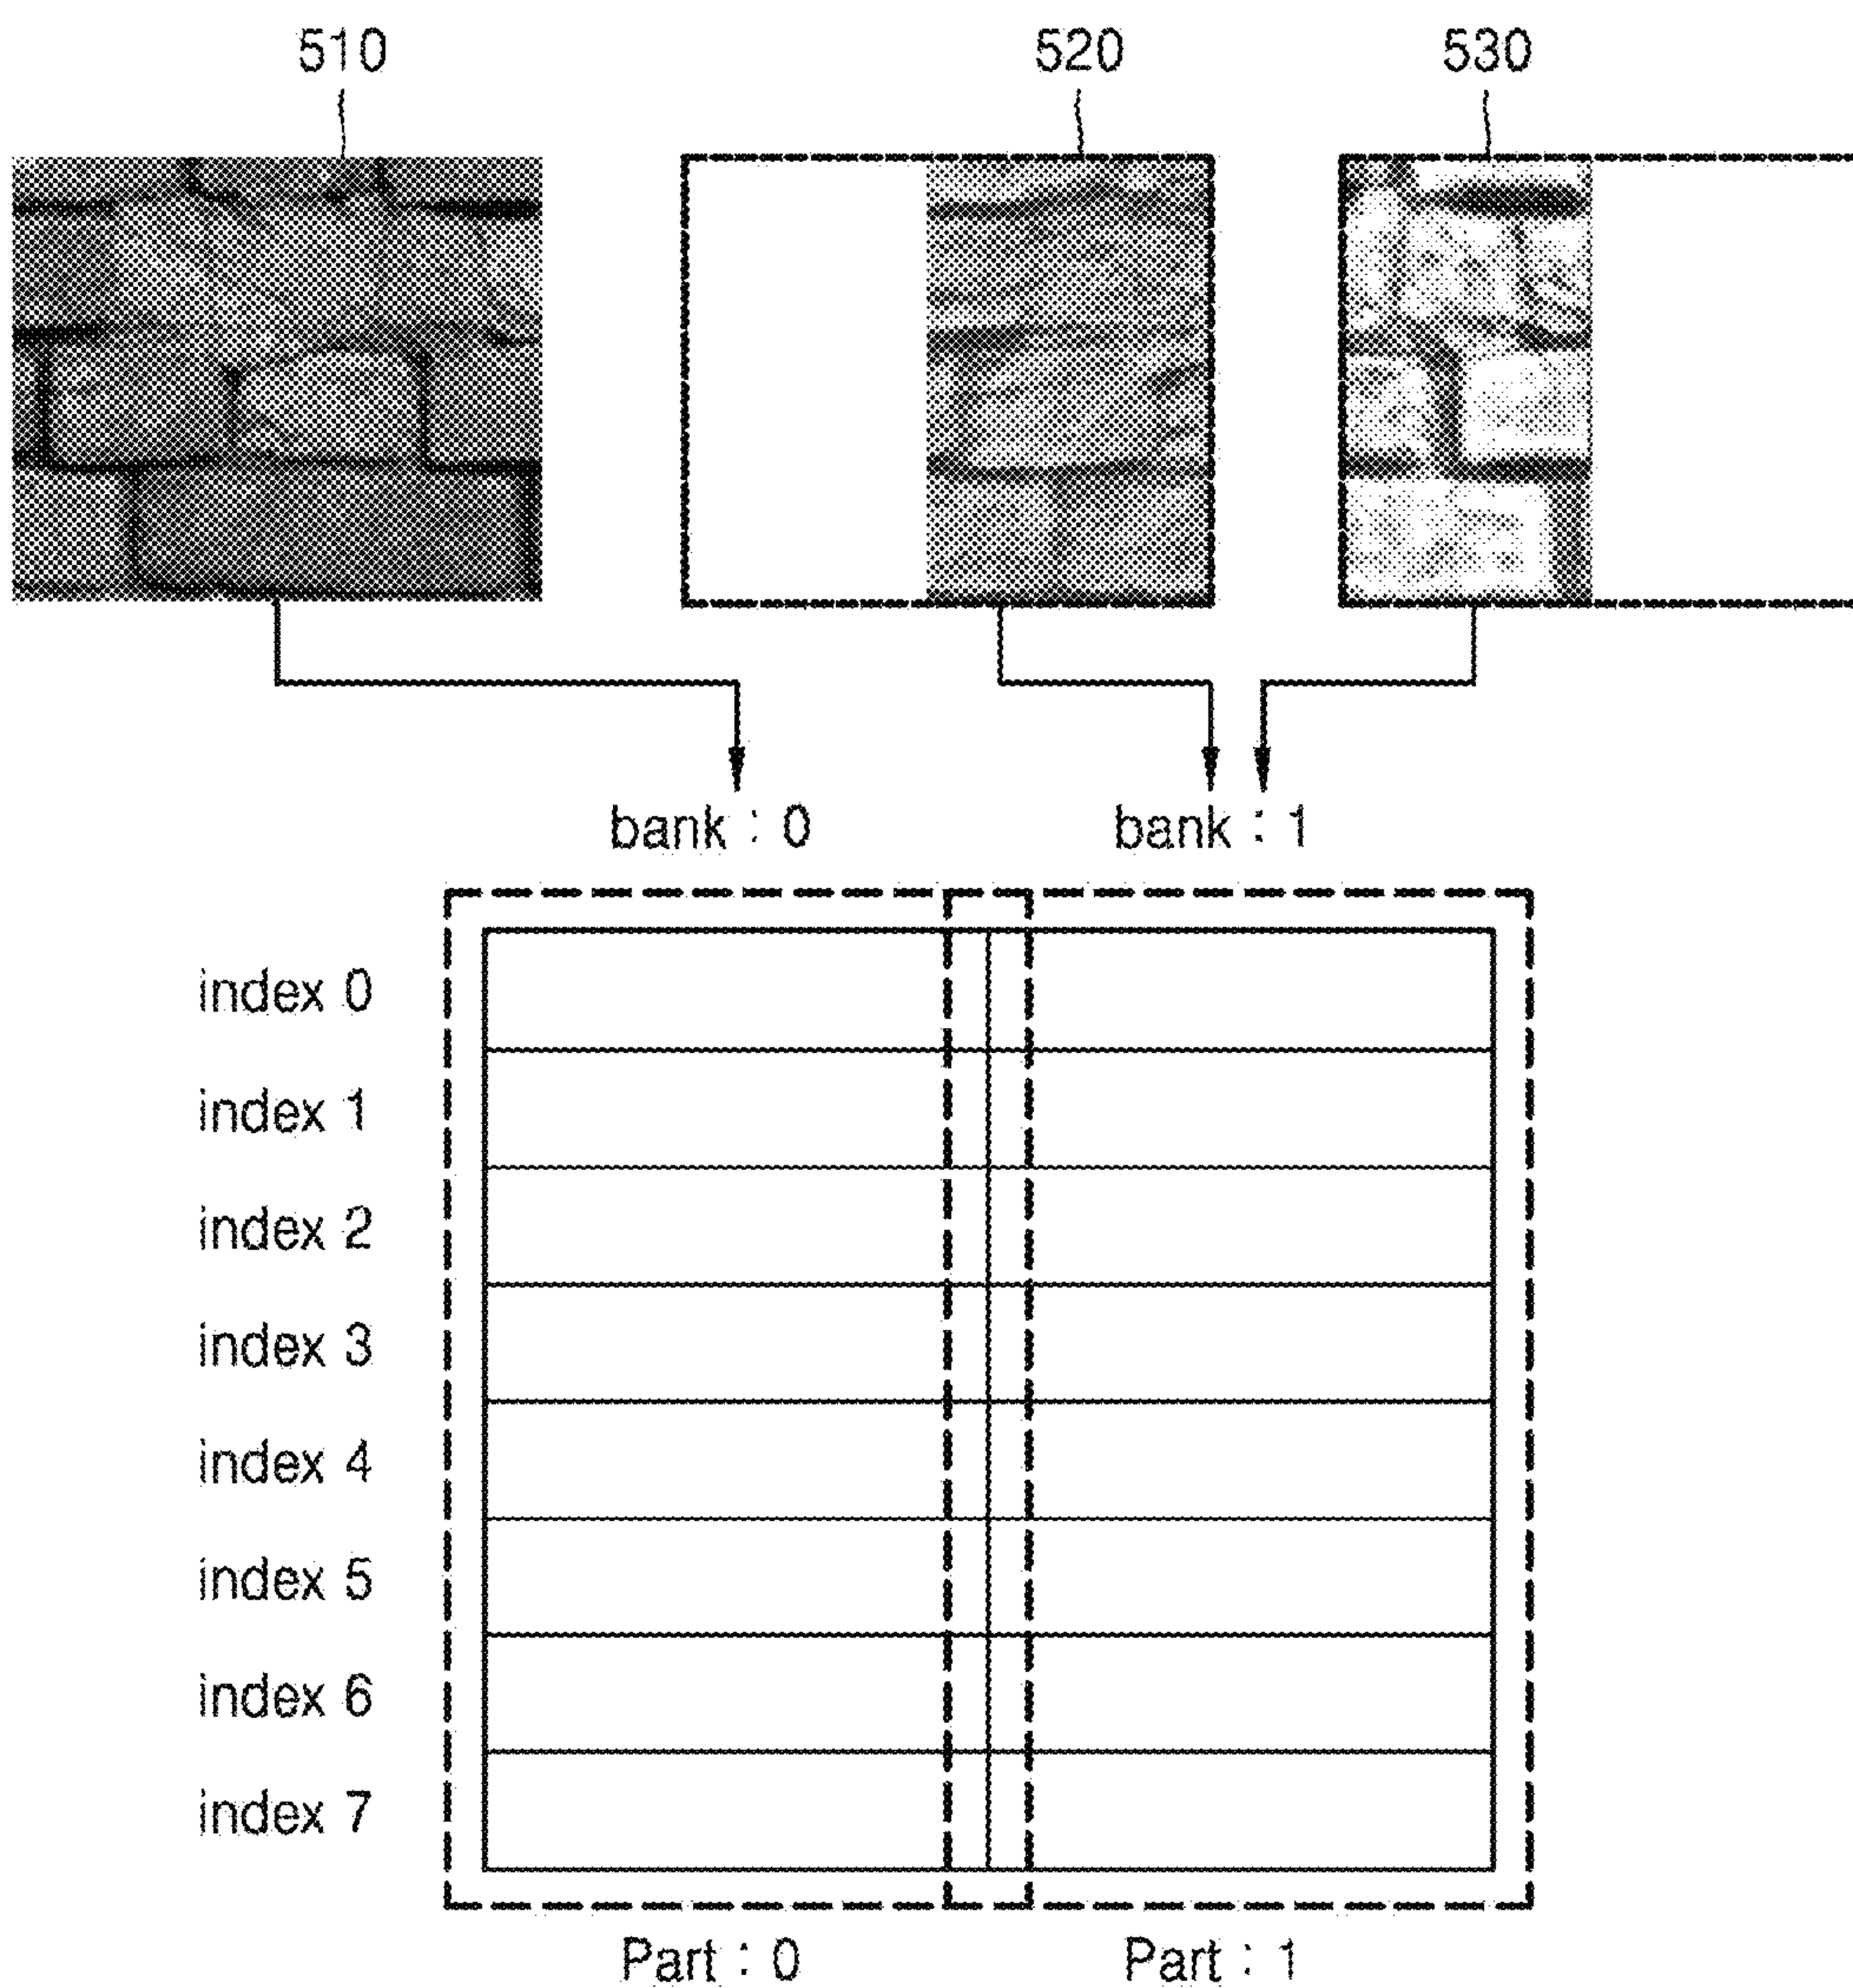 510 520 530
bank : 0 bank : 1
index 0
index 1
index 2
index 3
index 4
index 5
index 6
index 7
Part : 0 Part : 1